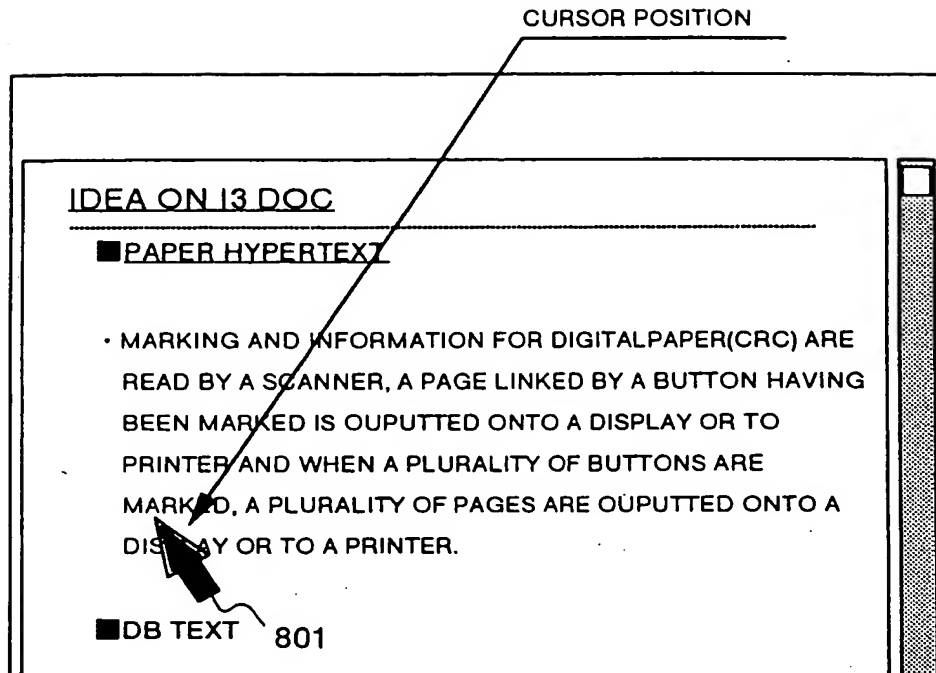 CURSOR POSITION
IDEA ON I3 DOC
■PAPER HYPERTEXT
・MARKING AND INFORMATION FOR DIGITALPAPER(CRC) ARE
READ BY A SCANNER, A PAGE LINKED BY A BUTTON HAVING
BEEN MARKED IS OUPUTTED ONTO A DISPLAY OR TO
PRINTER AND WHEN A PLURALITY OF BUTTONS ARE
MARKED, A PLURALITY OF PAGES ARE OUPUTTED ONTO A
DISPLAY OR TO A PRINTER.
■DB TEXT
801